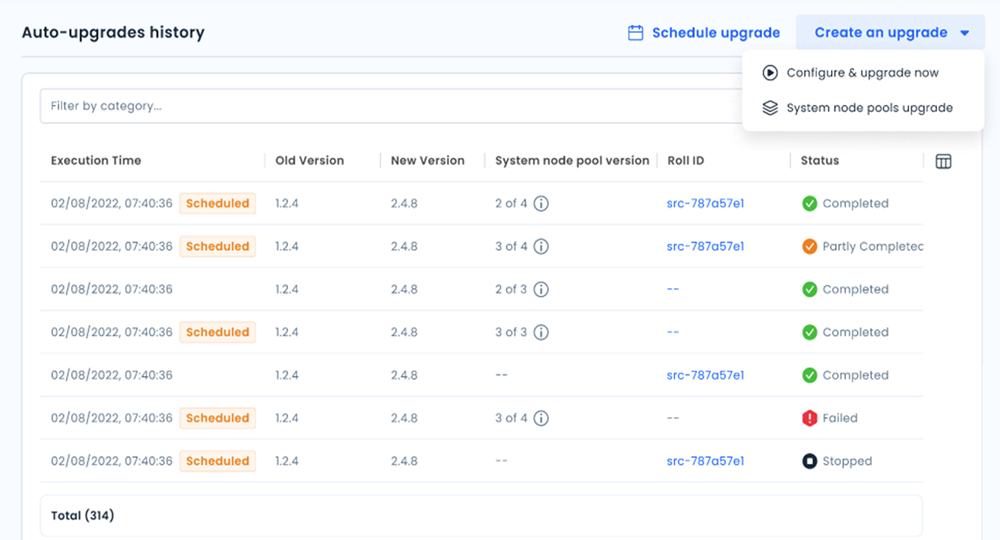 Auto-upgrades history
Schedule upgrade
Create an upgrade
Configure & upgrade now
System node pools upgrade
Filter by category...
Execution Time Old Version New Version System node pool version Roll ID Status
02/08/2022, 07:40:36 Scheduled 1.2.4 2.4.8 2 of 4 src-787a57e1 Completed
02/08/2022, 07:40:36 Scheduled 1.2.4 2.4.8 3 of 4 src-787a57e1 Partly Completed
02/08/2022, 07:40:36 1.2.4 2.4.8 2 of 3 -- Completed
02/08/2022, 07:40:36 Scheduled 1.2.4 2.4.8 3 of 3 -- Completed
02/08/2022, 07:40:36 1.2.4 2.4.8 -- src-787a57e1 Completed
02/08/2022, 07:40:36 Scheduled 1.2.4 2.4.8 3 of 4 -- Failed
02/08/2022, 07:40:36 Scheduled 1.2.4 2.4.8 -- src-787a57e1 Stopped
Total (314)